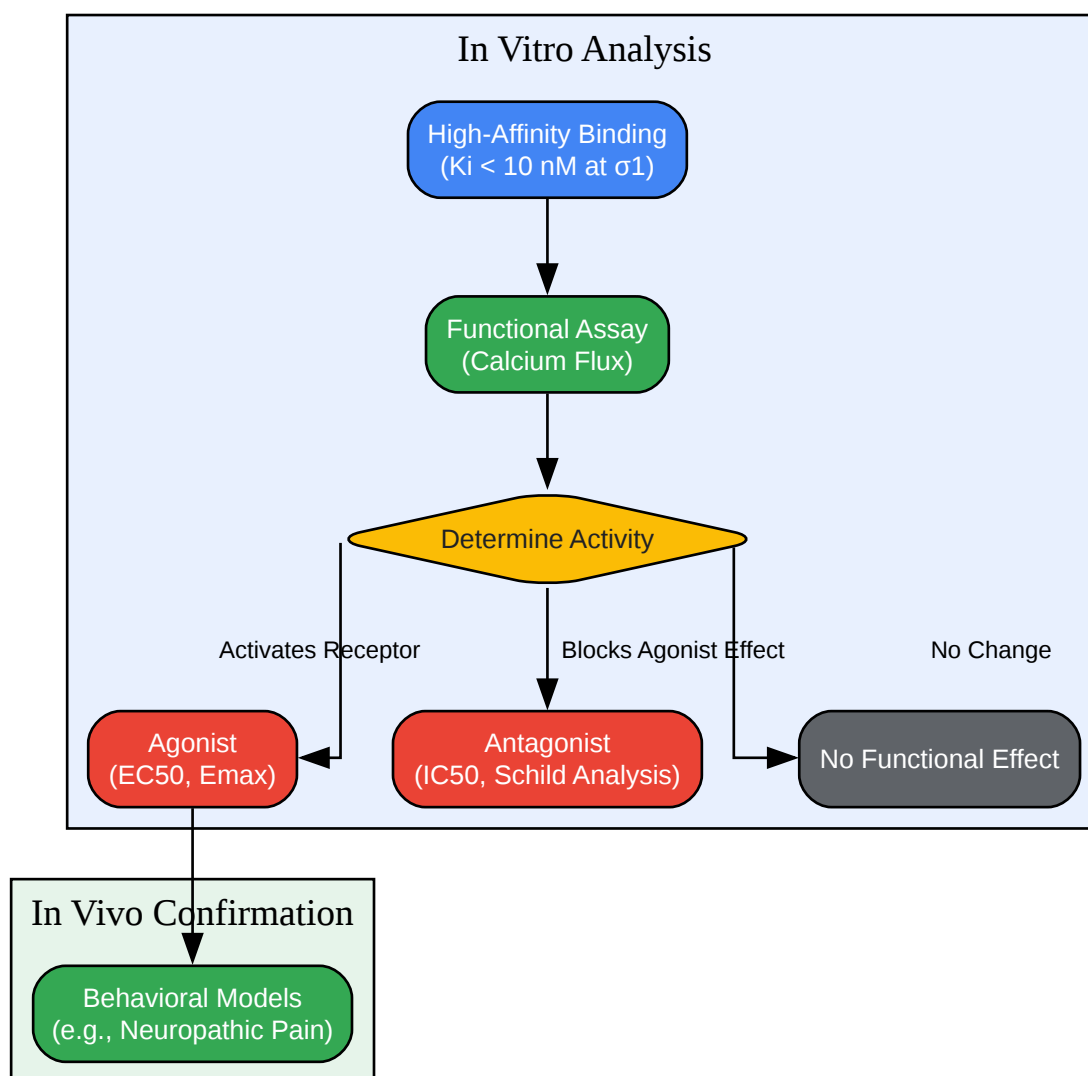 In Vitro Analysis
High-Affinity Binding
(Ki < 10 nM at σ1)
Functional Assay
(Calcium Flux)
Determine Activity
Activates Receptor
Blocks Agonist Effect
No Change
Agonist
(EC50, Emax)
Antagonist
(IC50, Schild Analysis)
No Functional Effect
In Vivo Confirmation
Behavioral Models
(e.g., Neuropathic Pain)